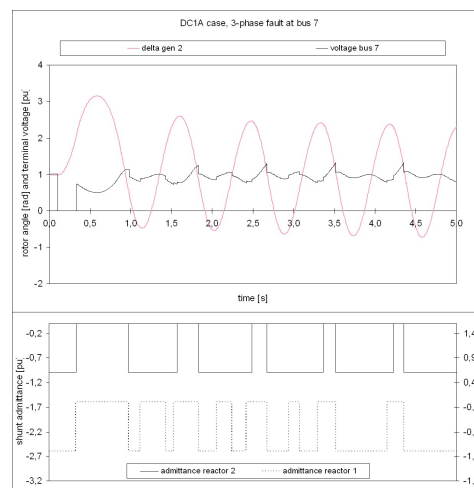 DC1A case, 3-phase fault at bus 7
delta gen 2 voltage bus 7
rotor angle [rad] and terminal voltage [pu]
4
3
2
1
0
-1
-2
0,0 0,5 1,0 1,5 2,0 2,5 3,0 3,5 4,0 4,5 5,0
time [s]
shunt admittance [pu]
-0,2 1,4
-0,7 0,9
-1,2 0,4
-1,7
-2,2
-2,7
-3,2
admittance reactor 2 admittance reactor 1